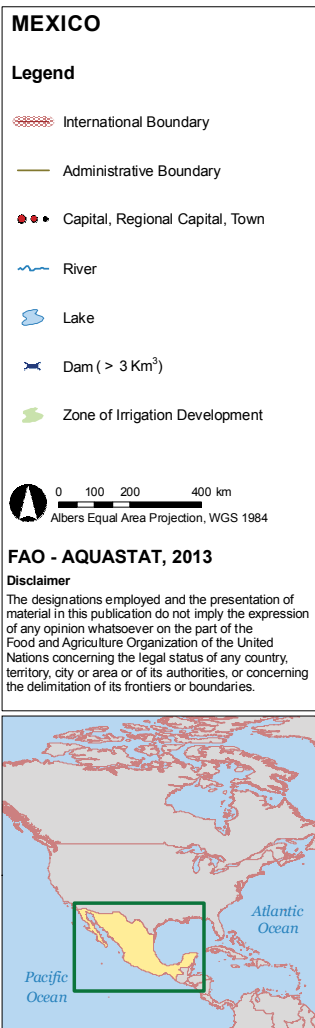 MEXICO
Legend
International Boundary
Administrative Boundary
Capital, Regional Capital, Town
River
Lake
Dam ( > 3 Km³)
Zone of Irrigation Development
0 100 200 400 km
Albers Equal Area Projection, WGS 1984
FAO - AQUASTAT, 2013
Disclaimer
The designations employed and the presentation of
material in this publication do not imply the expression
of any opinion whatsoever on the part of the
Food and Agriculture Organization of the United
Nations concerning the legal status of any country,
territory, city or area or of its authorities, or concerning
the delimitation of its frontiers or boundaries.
Atlantic
Ocean
Pacific
Ocean